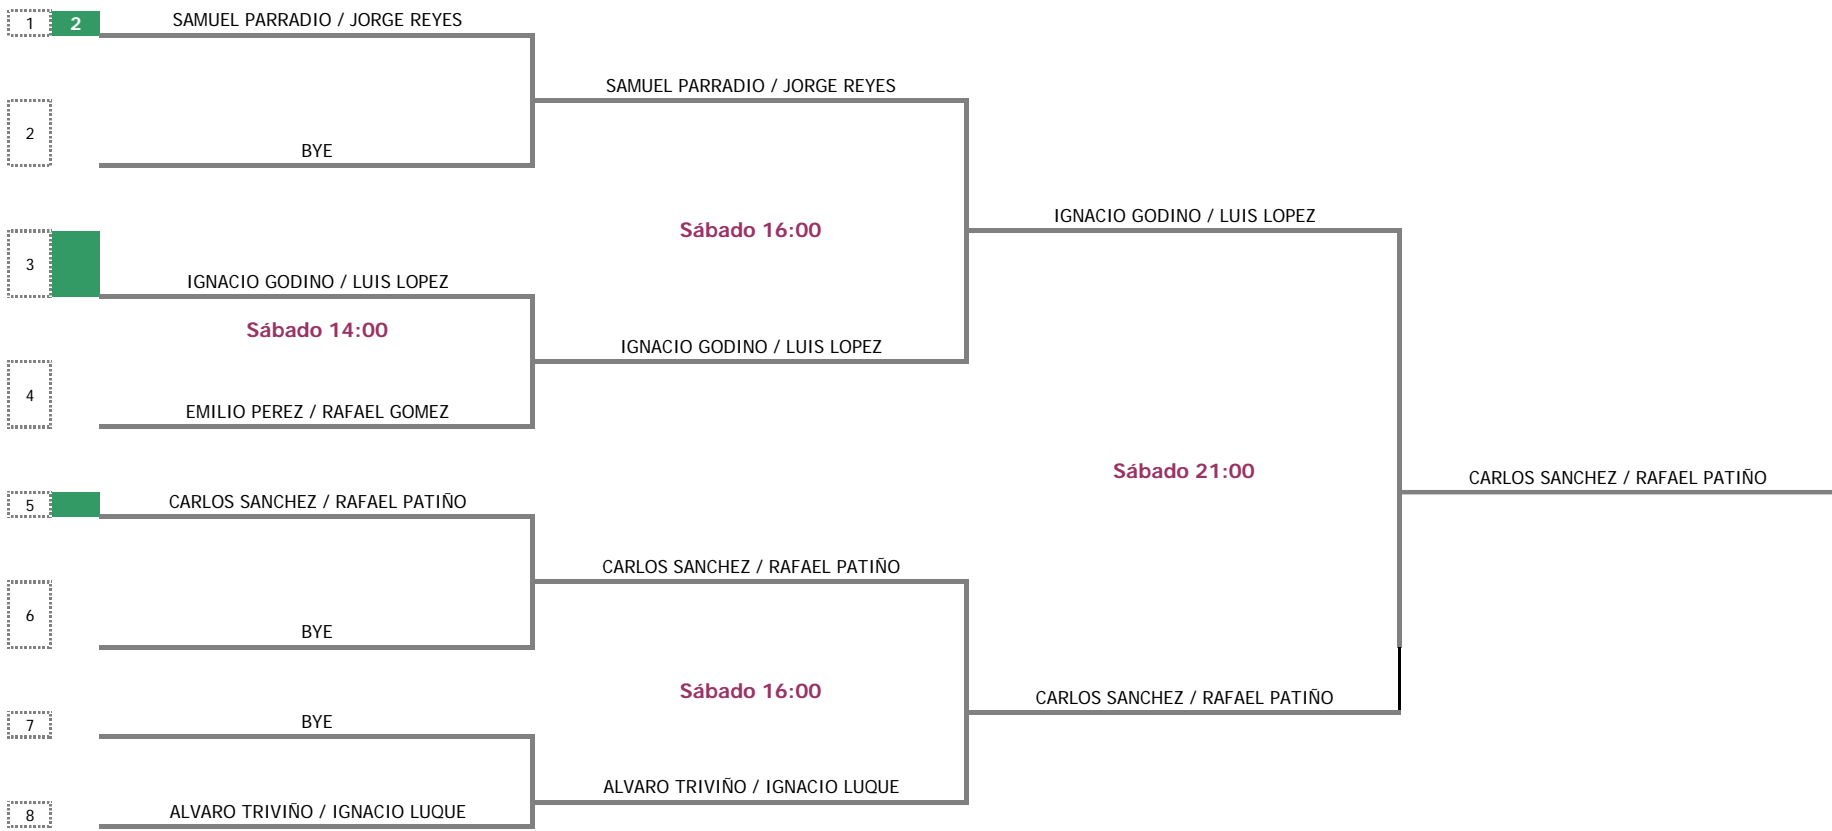 1 2 SAMUEL PARRADIO / JORGE REYES
SAMUEL PARRADIO / JORGE REYES
2
BYE
Sábado 16:00
IGNACIO GODINO / LUIS LOPEZ
3
IGNACIO GODINO / LUIS LOPEZ
Sábado 14:00
IGNACIO GODINO / LUIS LOPEZ
4
EMILIO PEREZ / RAFAEL GOMEZ
Sábado 21:00
CARLOS SANCHEZ / RAFAEL PATIÑO
5 CARLOS SANCHEZ / RAFAEL PATIÑO
CARLOS SANCHEZ / RAFAEL PATIÑO
6
BYE
Sábado 16:00
CARLOS SANCHEZ / RAFAEL PATIÑO
7 BYE
ALVARO TRIVIÑO / IGNACIO LUQUE
8 ALVARO TRIVIÑO / IGNACIO LUQUE